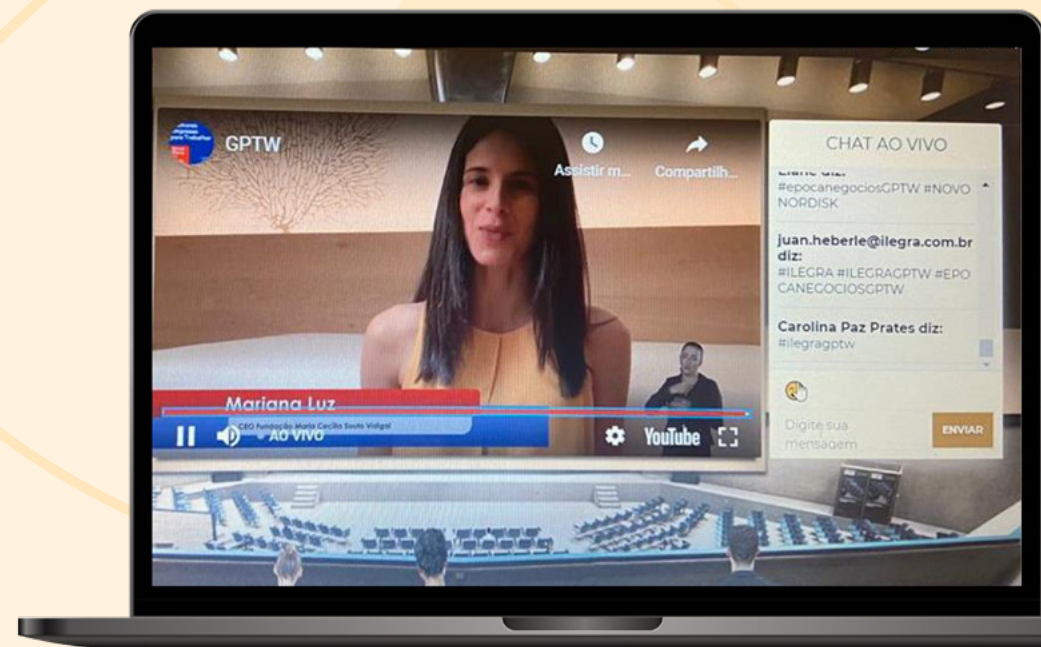 GPTW
Assistir m...
Compartilh...
Mariana Luz
CEO Fundação Maria Cecilia Souto Vidigal
AO VIVO
YouTube
CHAT AO VIVO
diz:
#epocanegociosGPTW #NOVO
NORDISK
juan.heberle@ilegra.com.br
diz:
#ILEGRA #ILEGRAGPTW #EPO
CANEGOCIOSGPTW
Carolina Paz Prates diz:
#ilegragptw
Digite sua
mensagem
ENVIAR